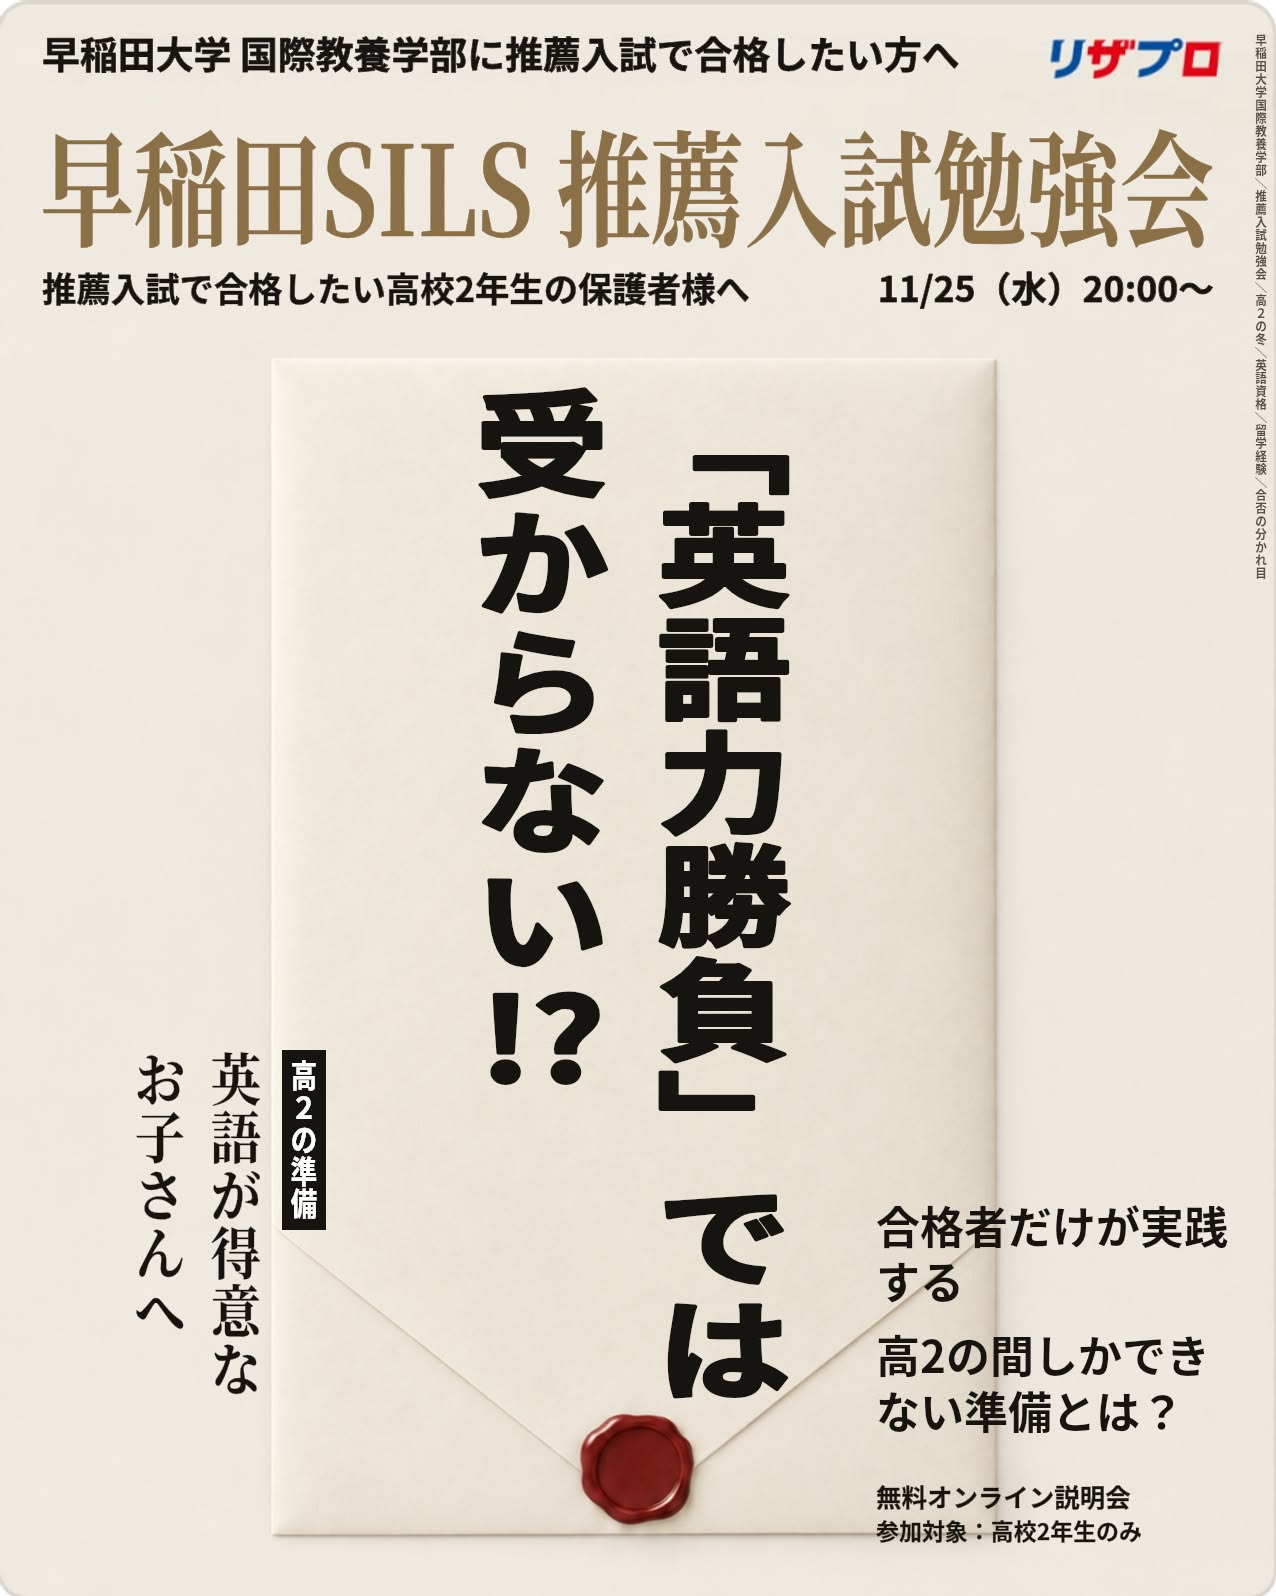 早稲田大学 国際教養学部に推薦入試で合格したい方へ
リザプロ
早稲田SILS 推薦入試勉強会
推薦入試で合格したい高校2年生の保護者様へ
11/25（水）20:00〜
早稲田大学国際教養学部／推薦入試勉強会／高2の冬／英語資格／留学経験／合否の分かれ目
「英語力勝負」では
受からない!?
高2の準備
英語が得意な
お子さんへ
合格者だけが実践
する
高2の間しかでき
ない準備とは？
無料オンライン説明会
参加対象：高校2年生のみ